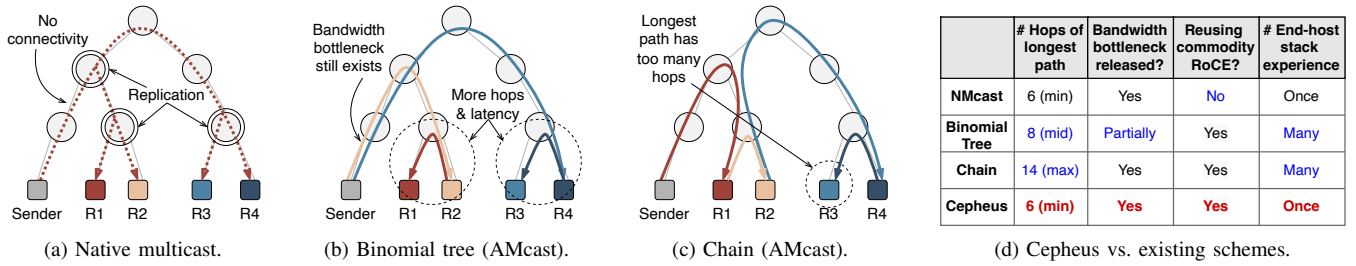 No
connectivity
Replication
Sender
R1
R2
R3
R4
(a) Native multicast.
Bandwidth
bottleneck
still exists
More hops
& latency
Sender
R1
R2
R3
R4
(b) Binomial tree (AMcast).
Longest
path has
too many
hops
Sender
R1
R2
R3
R4
(c) Chain (AMcast).
# Hops of
longest
path
Bandwidth
bottleneck
released?
Reusing
commodity
RoCE?
# End-host
stack
experience
NMcast
6 (min)
Yes
No
Once
Binomial
Tree
8 (mid)
Partially
Yes
Many
Chain
14 (max)
Yes
Yes
Many
Cepheus
6 (min)
Yes
Yes
Once
(d) Cepheus vs. existing schemes.